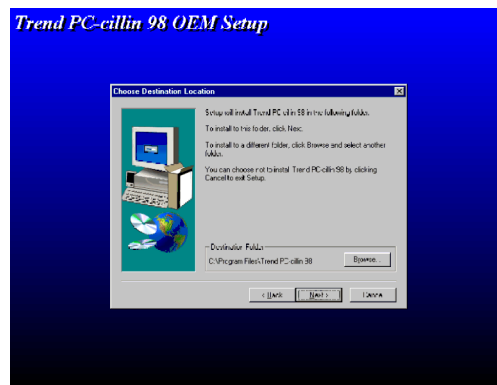 Trend PC-cillin 98 OEM Setup
Choose Destination Location
Setup will install Trend PC-cillin 98 in the following folder.
To install to this folder, click Next.
To install to a different folder, click Browse and select another
folder.
You can choose not to install Trend PC-cillin 98 by clicking
Cancel to exit Setup.
Destination Folder
C:\Program Files\Trend PC-cillin 98
Browse...
< Back
Next >
Cancel